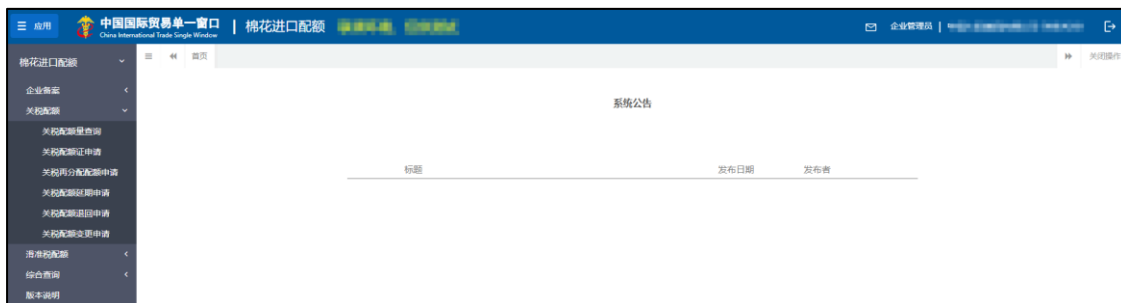 应用
中国国际贸易单一窗口 | 棉花进口配额
China International Trade Single Window
企业管理员 |
棉花进口配额
首页
关闭操作
企业备案
关税配额
关税配额量查询
关税配额证申请
关税再分配配额申请
关税配额延期申请
关税配额退回申请
关税配额变更申请
滑准税配额
综合查询
版本说明
系统公告
标题 发布日期 发布者